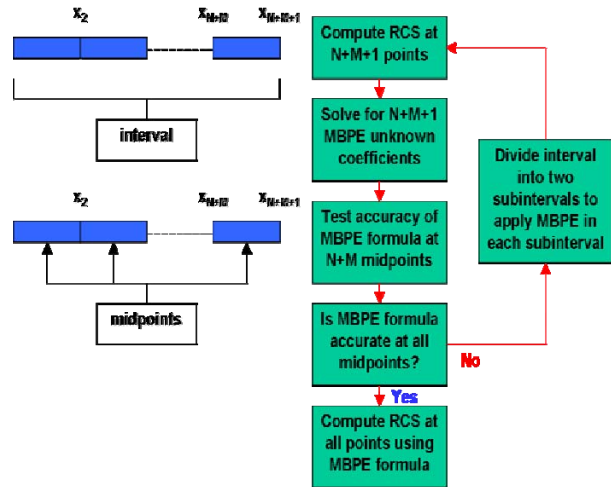 x2 xN+M xN+M+1
interval
x2 xN+M xN+M+1
midpoints
Compute RCS at
N+M+1 points
Solve for N+M+1
MBPE unknown
coefficients
Test accuracy of
MBPE formula at
N+M midpoints
Is MBPE formula
accurate at all
midpoints?
No
Yes
Compute RCS at
all points using
MBPE formula
Divide interval
into two
subintervals to
apply MBPE in
each subinterval